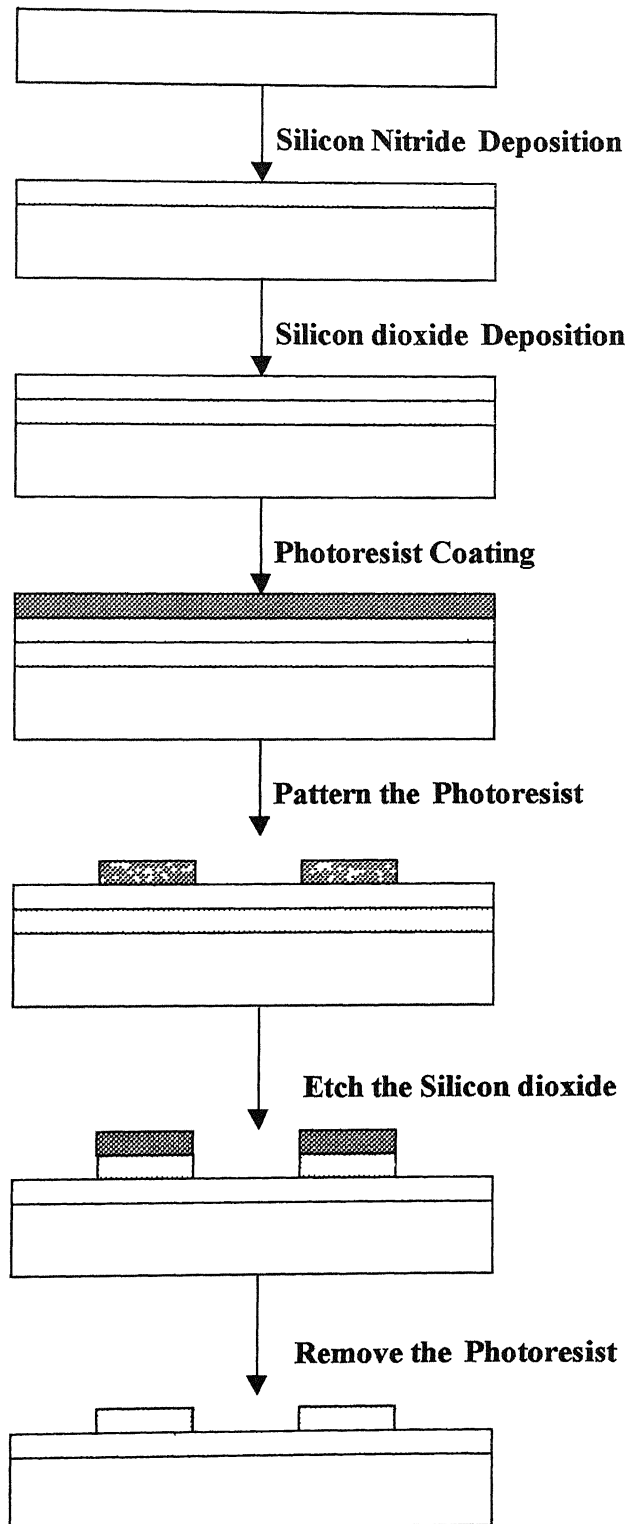 Silicon Nitride Deposition
Silicon dioxide Deposition
Photoresist Coating
Pattern the Photoresist
Etch the Silicon dioxide
Remove the Photoresist